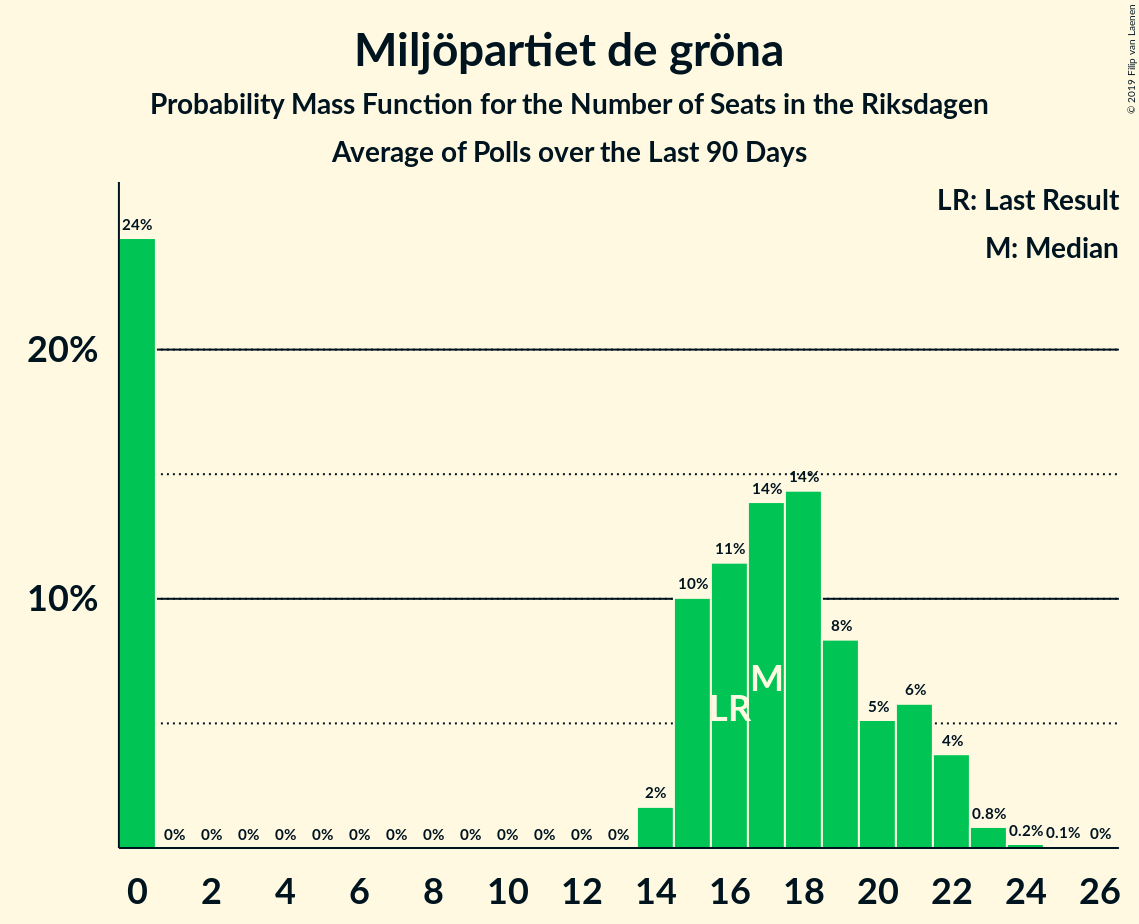 Miljöpartiet de gröna
Probability Mass Function for the Number of Seats in the Riksdagen
Average of Polls over the Last 90 Days
© 2019 Filip van Laenen
LR: Last Result
M: Median
24%
20%
14%
14%
11%
10%
10%
8%
M
6%
LR
5%
4%
2%
0.8%
0% 0% 0% 0% 0% 0% 0% 0% 0% 0% 0% 0% 0% 0.2% 0.1% 0%
0 2 4 6 8 10 12 14 16 18 20 22 24 26